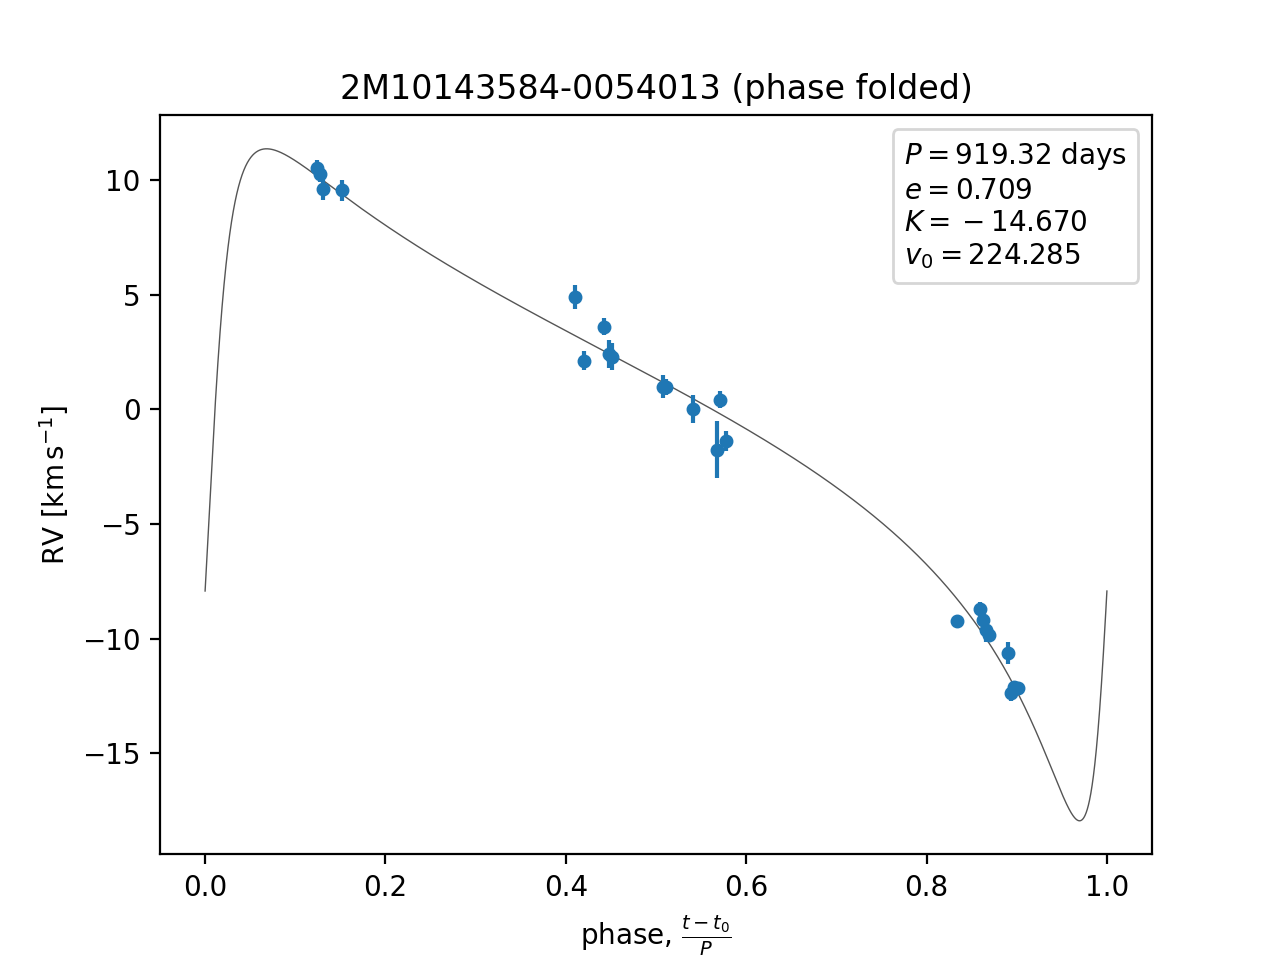 2M10143584-0054013 (phase folded)
P = 919.32 days
e = 0.709
K = −14.670
v₀ = 224.285
10
5
0
−5
−10
−15
RV [km s⁻¹]
0.0 0.2 0.4 0.6 0.8 1.0
phase, (t − t₀)/P